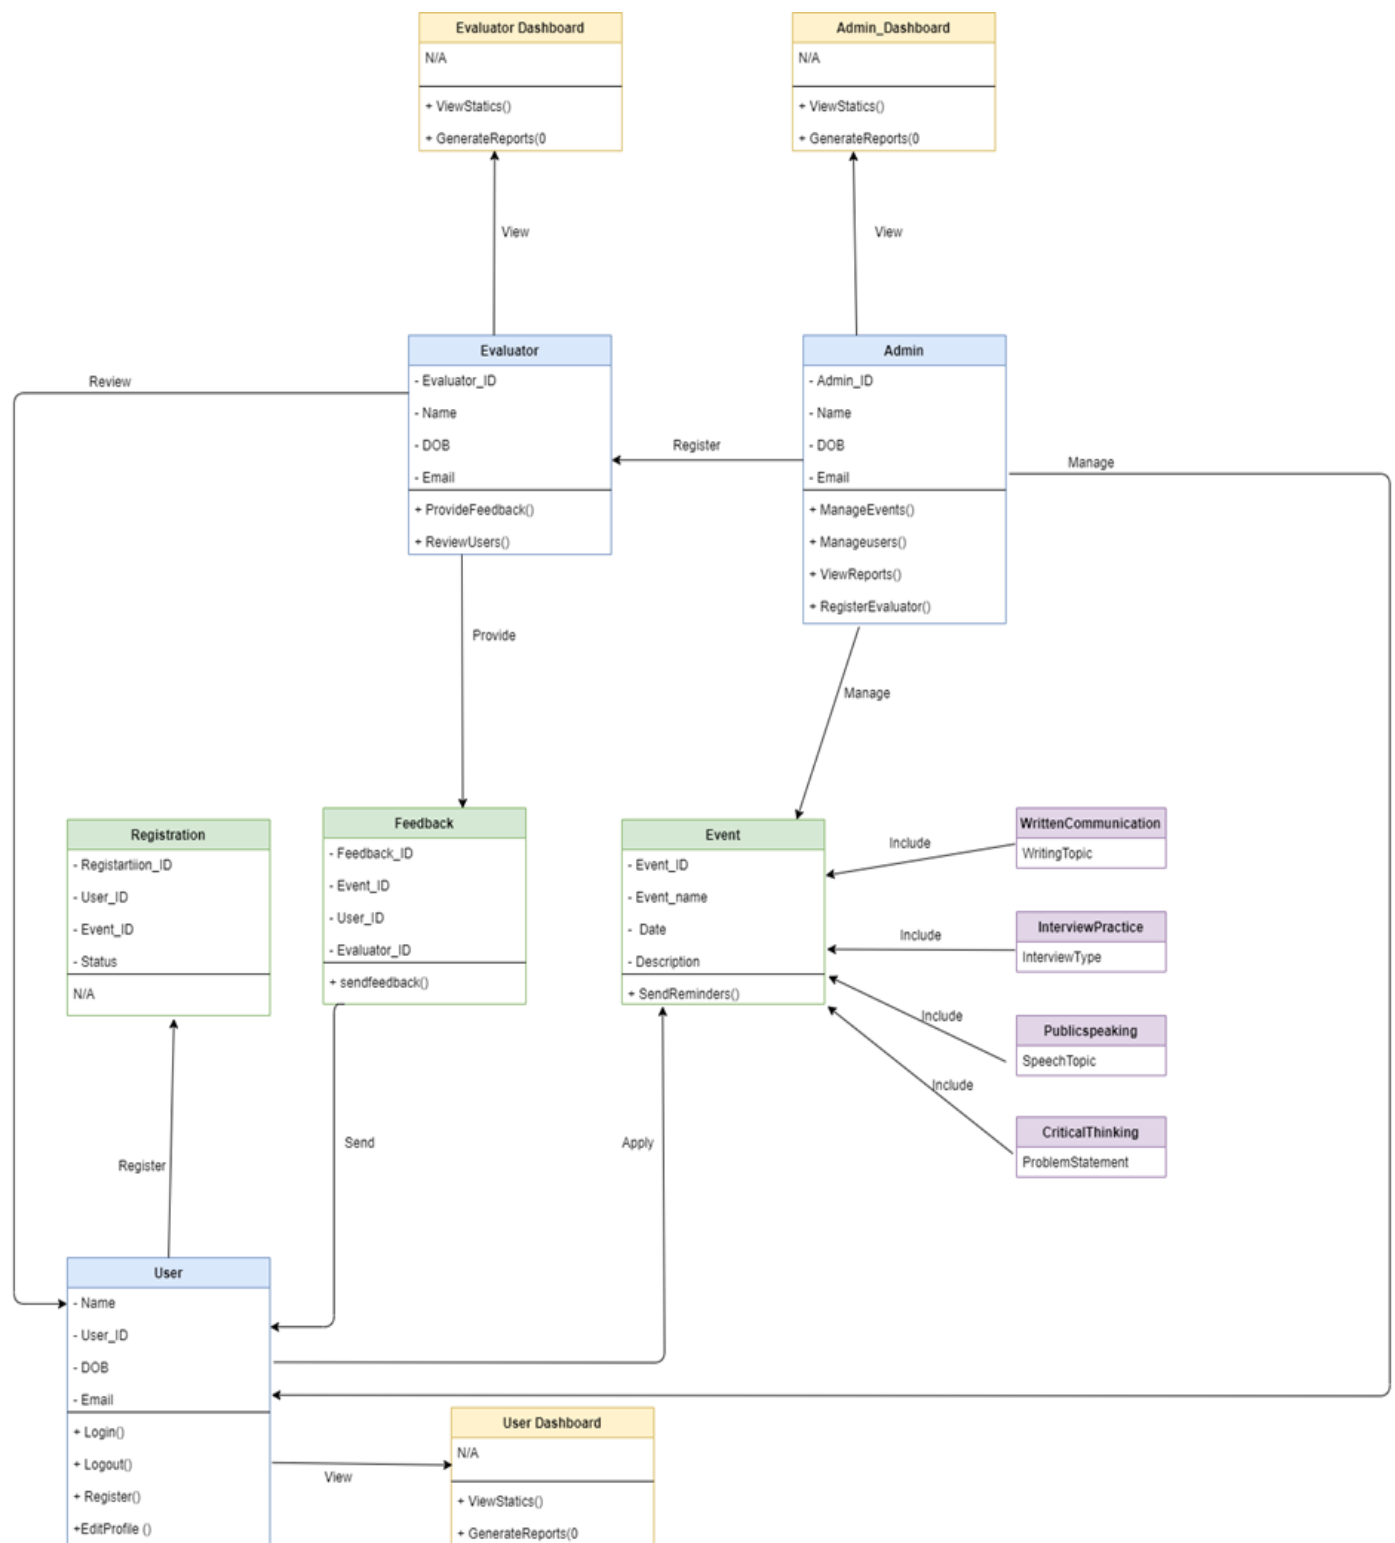 Evaluator Dashboard
N/A
+ ViewStatics()
+ GenerateReports(0
Admin_Dashboard
N/A
+ ViewStatics()
+ GenerateReports(0
View
View
Evaluator
- Evaluator_ID
- Name
- DOB
- Email
+ ProvideFeedback()
+ ReviewUsers()
Admin
- Admin_ID
- Name
- DOB
- Email
+ ManageEvents()
+ Manageusers()
+ ViewReports()
+ RegisterEvaluator()
Review
Register
Manage
Provide
Manage
Registration
- Registartiion_ID
- User_ID
- Event_ID
- Status
N/A
Feedback
- Feedback_ID
- Event_ID
- User_ID
- Evaluator_ID
+ sendfeedback()
Event
- Event_ID
- Event_name
- Date
- Description
+ SendReminders()
Include
WrittenCommunication
WritingTopic
Include
InterviewPractice
InterviewType
Include
Publicspeaking
SpeechTopic
Include
CriticalThinking
ProblemStatement
Register
Send
Apply
User
- Name
- User_ID
- DOB
- Email
+ Login()
+ Logout()
+ Register()
+EditProfile ()
View
User Dashboard
N/A
+ ViewStatics()
+ GenerateReports(0